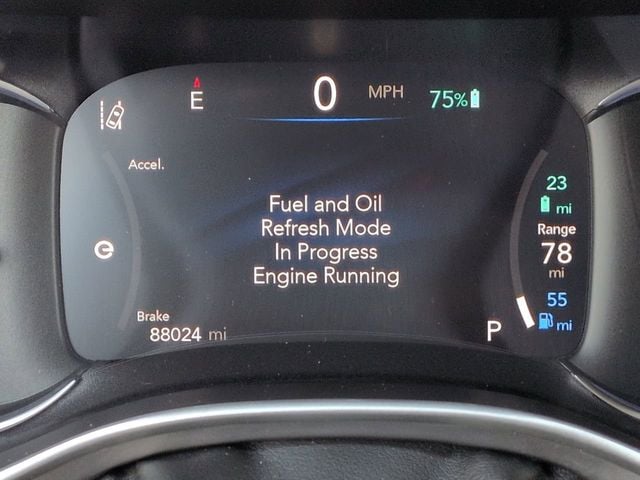 E
0 MPH
75%
Accel.
Fuel and Oil
Refresh Mode
In Progress
Engine Running
23
mi
Range
78
mi
55
mi
Brake
88024 mi
P